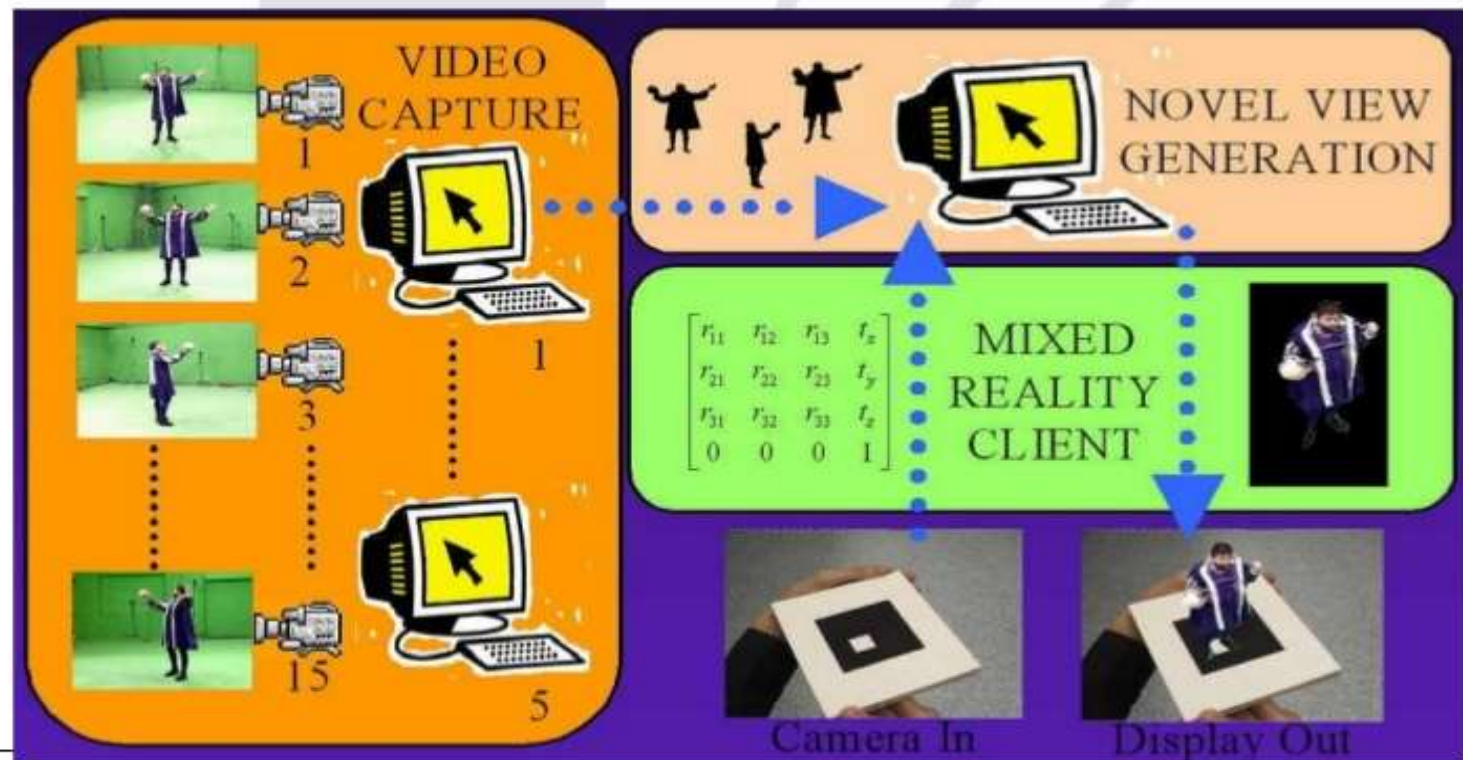 VIDEO
CAPTURE
1
2
3
15
1
5
NOVEL VIEW
GENERATION
r11 r12 r13 tx
r21 r22 r23 ty
r31 r32 r33 tz
0 0 0 1
MIXED
REALITY
CLIENT
Camera In
Display Out